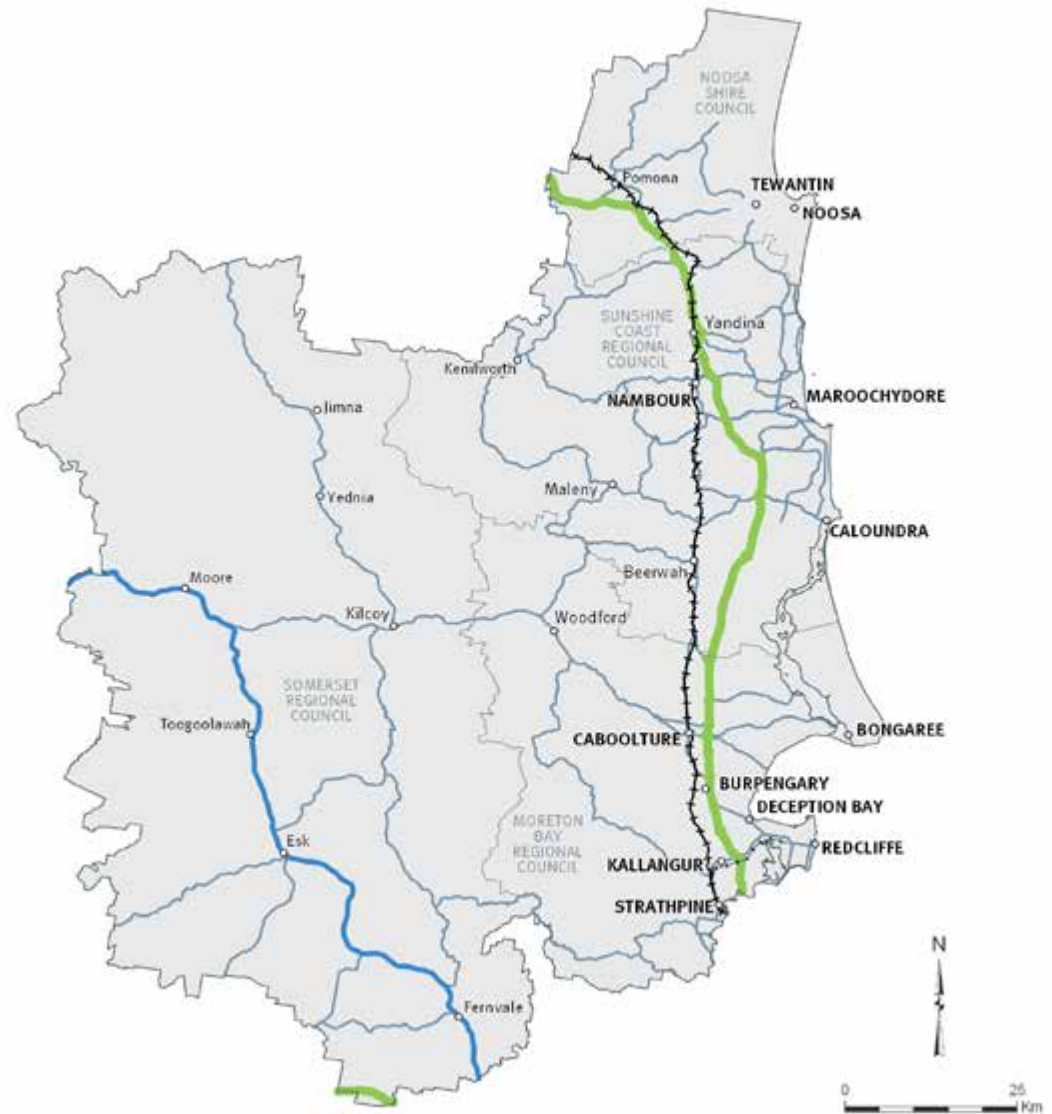 NOOSA
SHIRE
COUNCIL
Pomona
TEWANTIN
NOOSA
SUNSHINE
COAST
REGIONAL
COUNCIL
Yandina
Kenilworth
NAMBOUR
MAROOCHYDORE
Jimna
Maleny
Yednia
CALOUNDRA
Beerwah
Moore
Kilcoy
Woodford
SOMERSET
REGIONAL
COUNCIL
Toogoolawah
CABOOLTURE
BONGAREE
BURPENGARY
DECEPTION BAY
MORETON
BAY
REGIONAL
COUNCIL
REDCLIFFE
Esk
KALLANGUR
STRATHPINE
N
Fernvale
0 25
Km